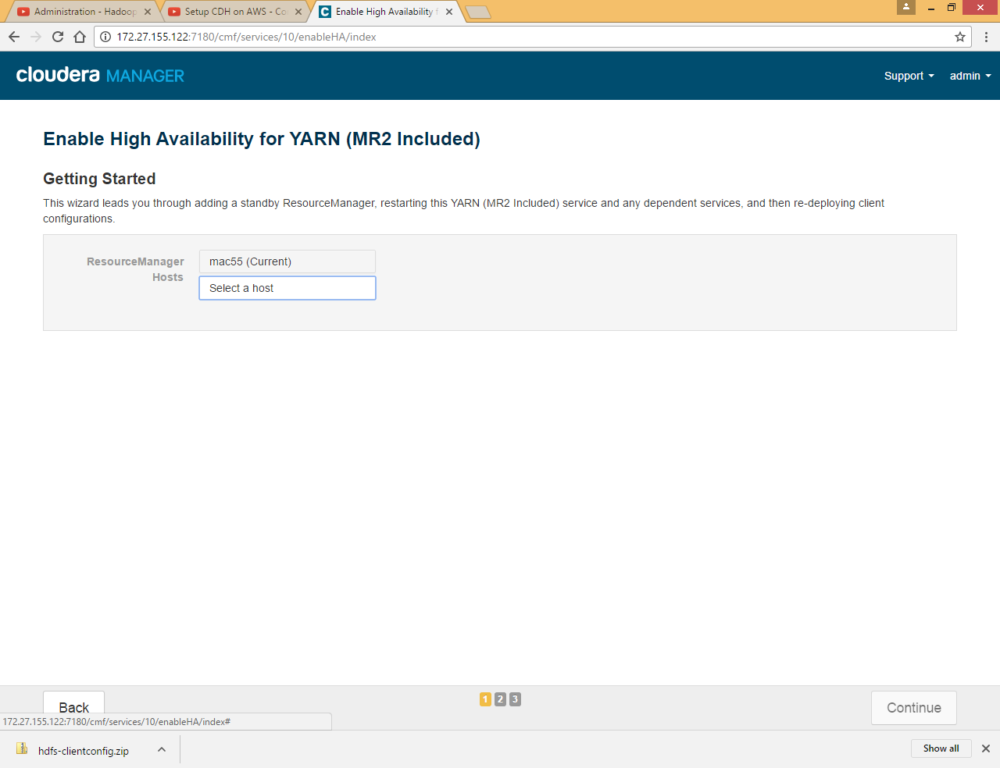 Administration - Hadoop
Setup CDH on AWS - Co
Enable High Availability f
172.27.155.122:7180/cmf/services/10/enableHA/index
cloudera MANAGER
Support
admin
Enable High Availability for YARN (MR2 Included)
Getting Started
This wizard leads you through adding a standby ResourceManager, restarting this YARN (MR2 Included) service and any dependent services, and then re-deploying client
configurations.
ResourceManager
Hosts
mac55 (Current)
Select a host
Back
1 2 3
Continue
172.27.155.122:7180/cmf/services/10/enableHA/index#
hdfs-clientconfig.zip
Show all